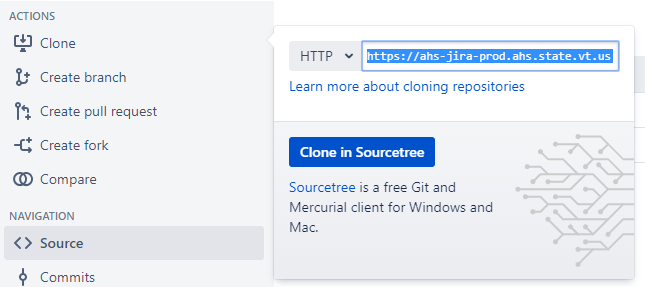 ACTIONS
Clone
Create branch
Create pull request
Create fork
Compare
NAVIGATION
Source
Commits
HTTP
https://ahs-jira-prod.ahs.state.vt.us
Learn more about cloning repositories
Clone in Sourcetree
Sourcetree is a free Git and
Mercurial client for Windows and
Mac.